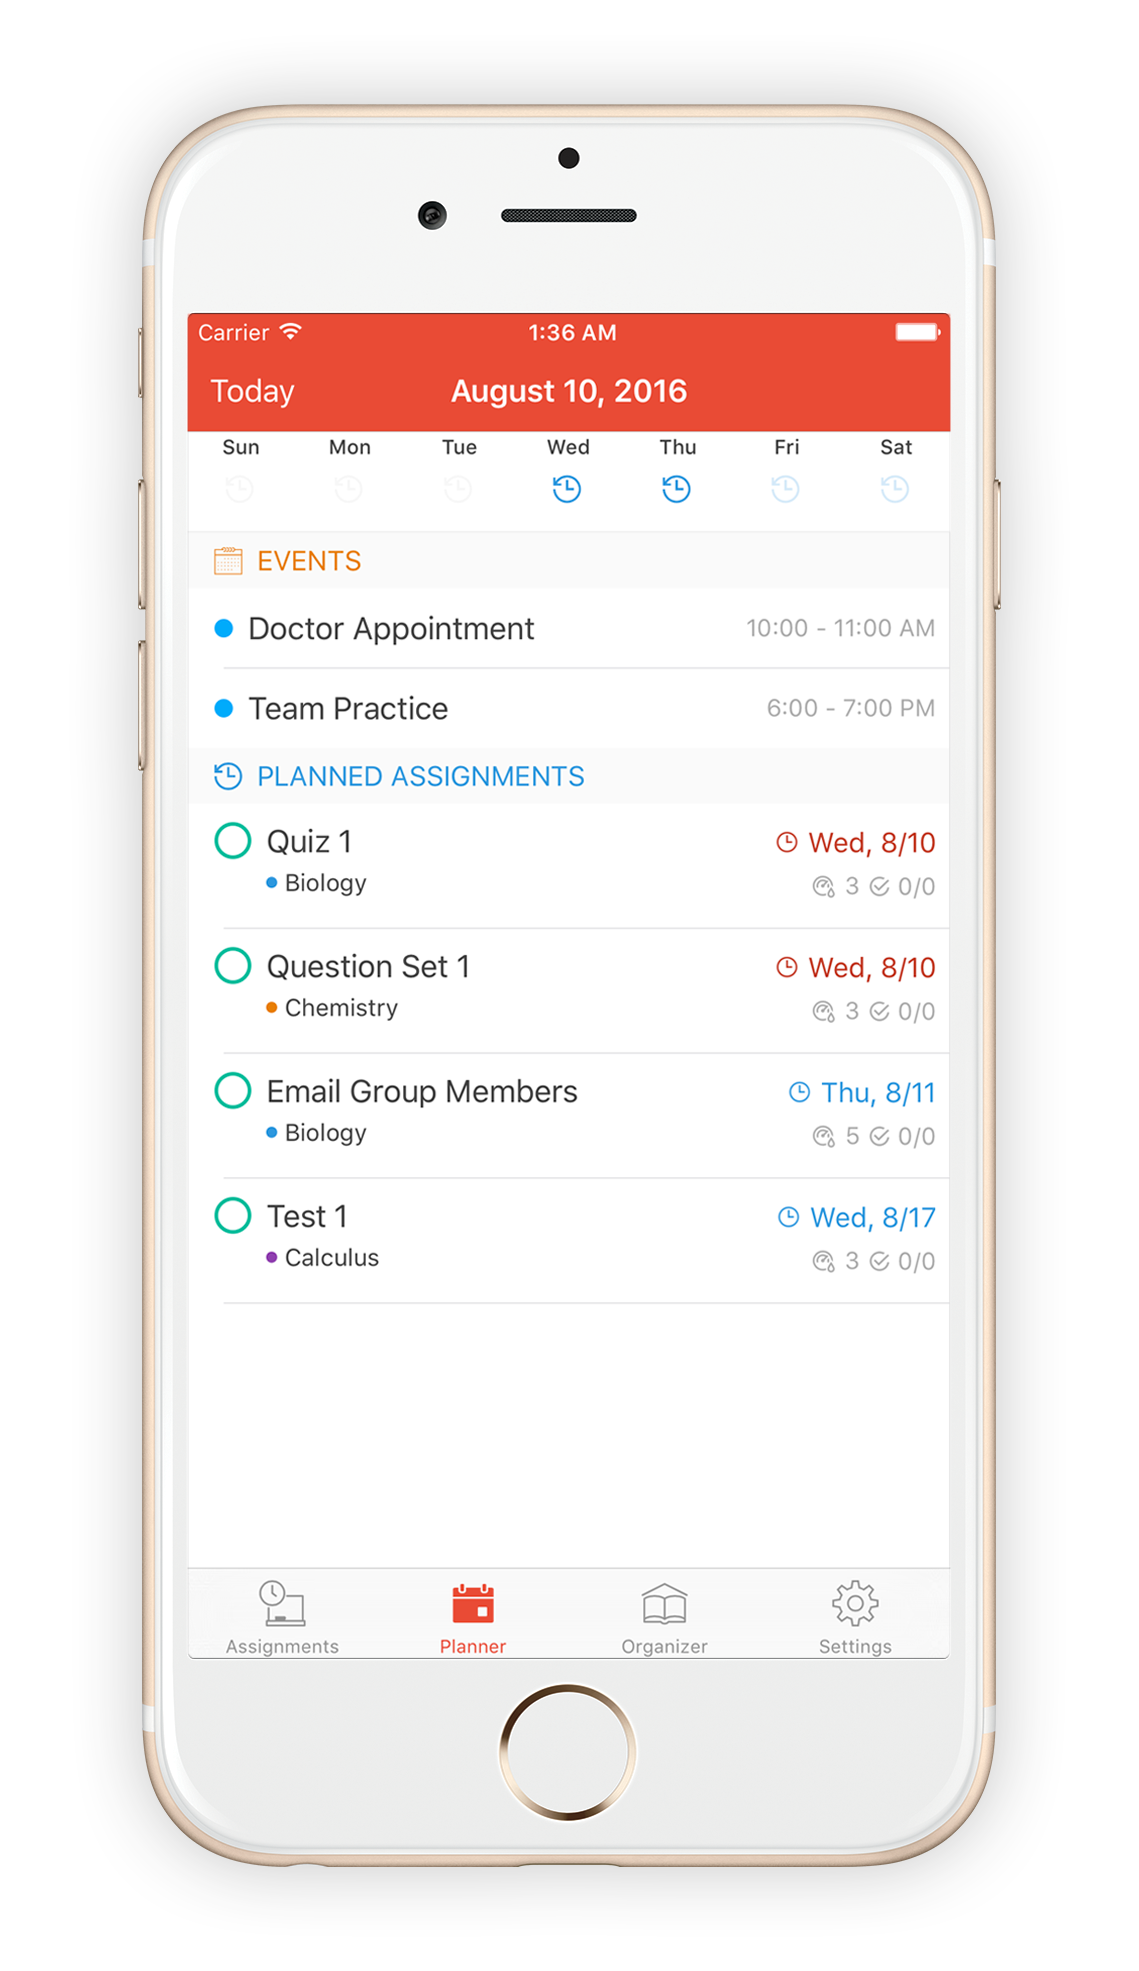 Carrier 1:36 AM
Today August 10, 2016
Sun Mon Tue Wed Thu Fri Sat
EVENTS
Doctor Appointment 10:00 - 11:00 AM
Team Practice 6:00 - 7:00 PM
PLANNED ASSIGNMENTS
Quiz 1 Wed, 8/10
Biology 3 0/0
Question Set 1 Wed, 8/10
Chemistry 3 0/0
Email Group Members Thu, 8/11
Biology 5 0/0
Test 1 Wed, 8/17
Calculus 3 0/0
Assignments Planner Organizer Settings